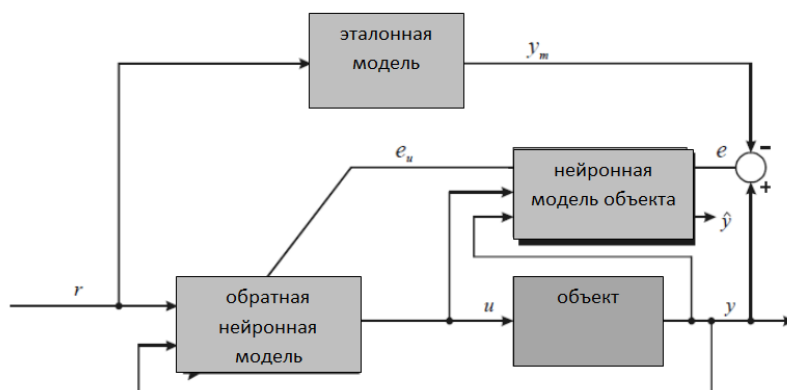 эталонная
модель
y_m
e_u
нейронная
модель объекта
e
-
+
ŷ
r
обратная
нейронная
модель
u
объект
y